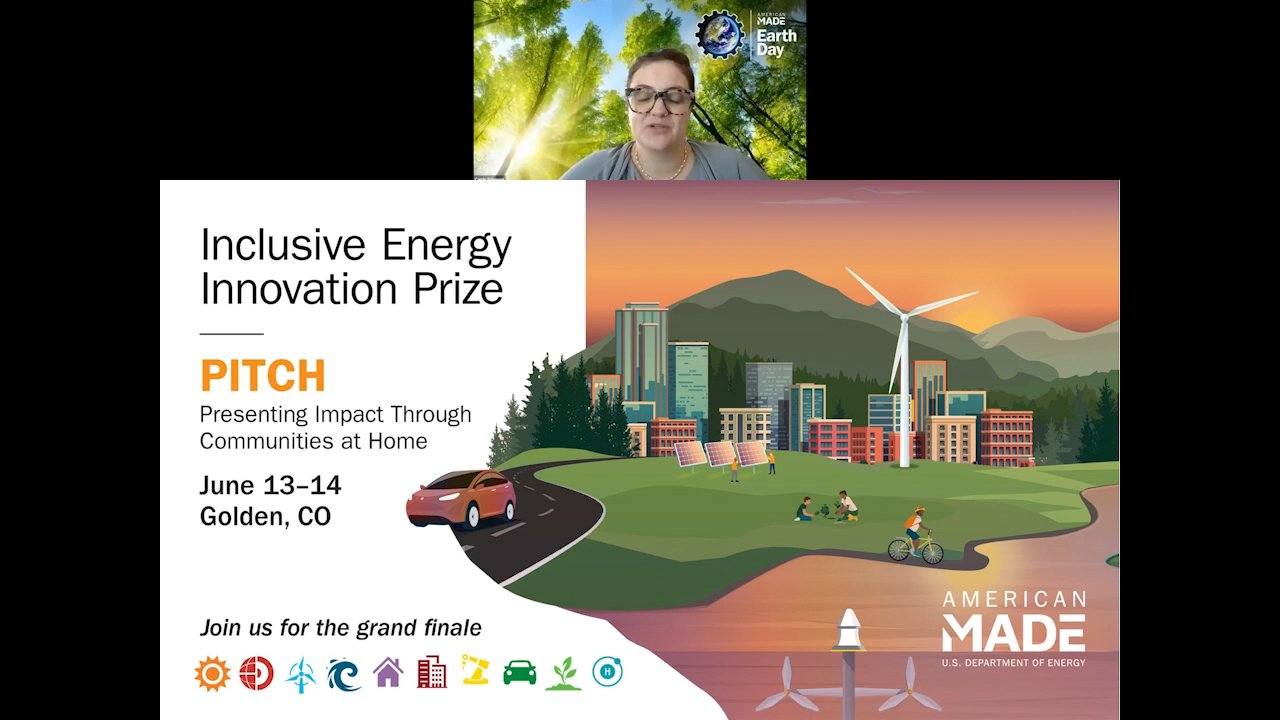 AMERICAN
MADE
Earth
Day
Inclusive Energy
Innovation Prize
PITCH
Presenting Impact Through
Communities at Home
June 13–14
Golden, CO
Join us for the grand finale
H
AMERICAN
MADE
U.S. DEPARTMENT OF ENERGY